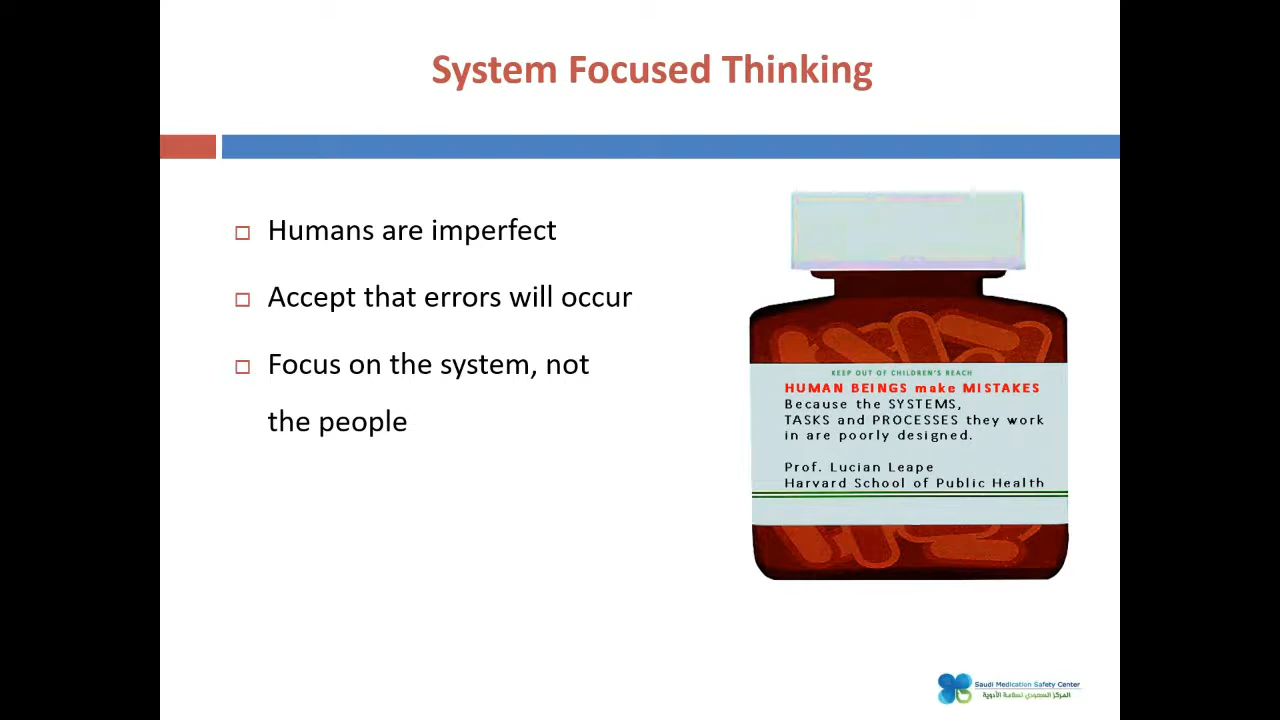 System Focused Thinking
Humans are imperfect
Accept that errors will occur
Focus on the system, not
the people
KEEP OUT OF CHILDREN'S REACH
HUMAN BEINGS make MISTAKES
Because the SYSTEMS,
TASKS and PROCESSES they work
in are poorly designed.
Prof. Lucian Leape
Harvard School of Public Health
Saudi Medication Safety Center
المركز السعودي لسلامة الأدوية